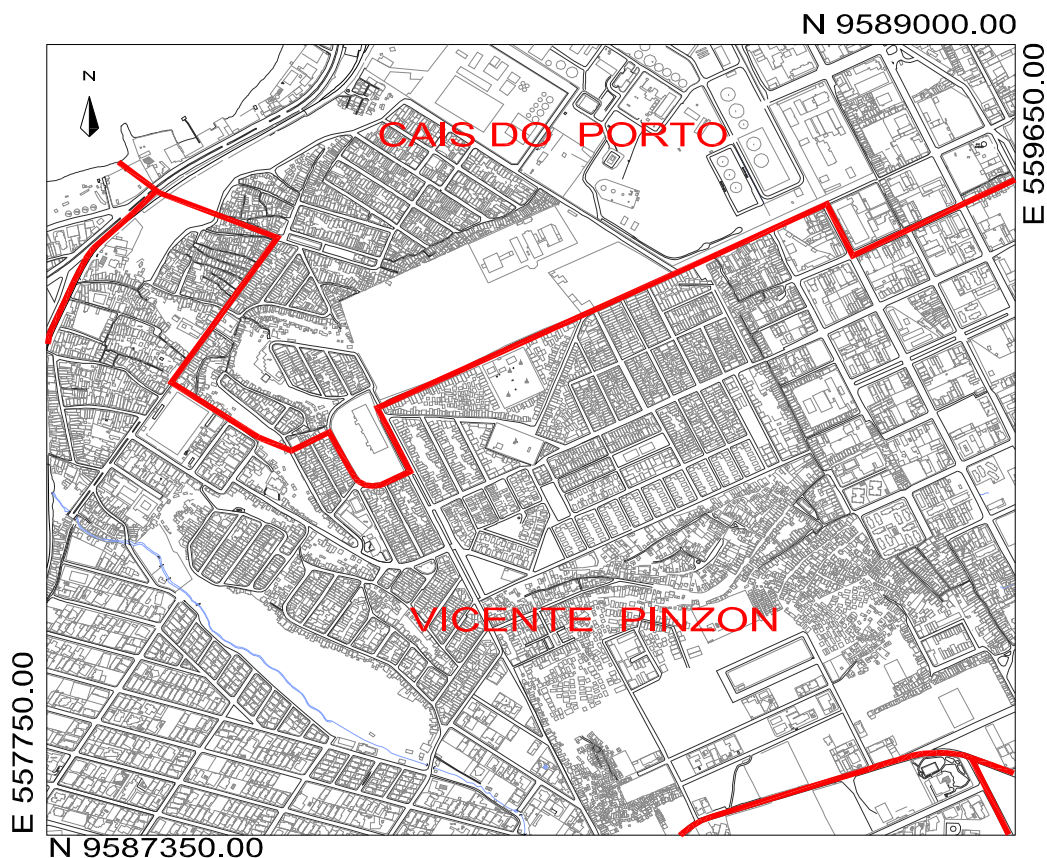 N 9589000.00
N
E 559650.00
CAIS DO PORTO
VICENTE PINZON
E 557750.00
N 9587350.00